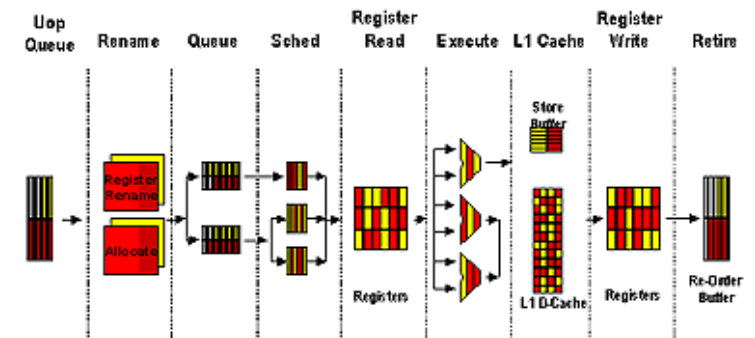 Uop
Queue
Rename
Queue
Sched
Register
Read
Execute
L1 Cache
Register
Write
Retire
Store
Buffer
Register
Rename
Allocate
Registers
L1 D-Cache
Registers
Re-Order
Buffer